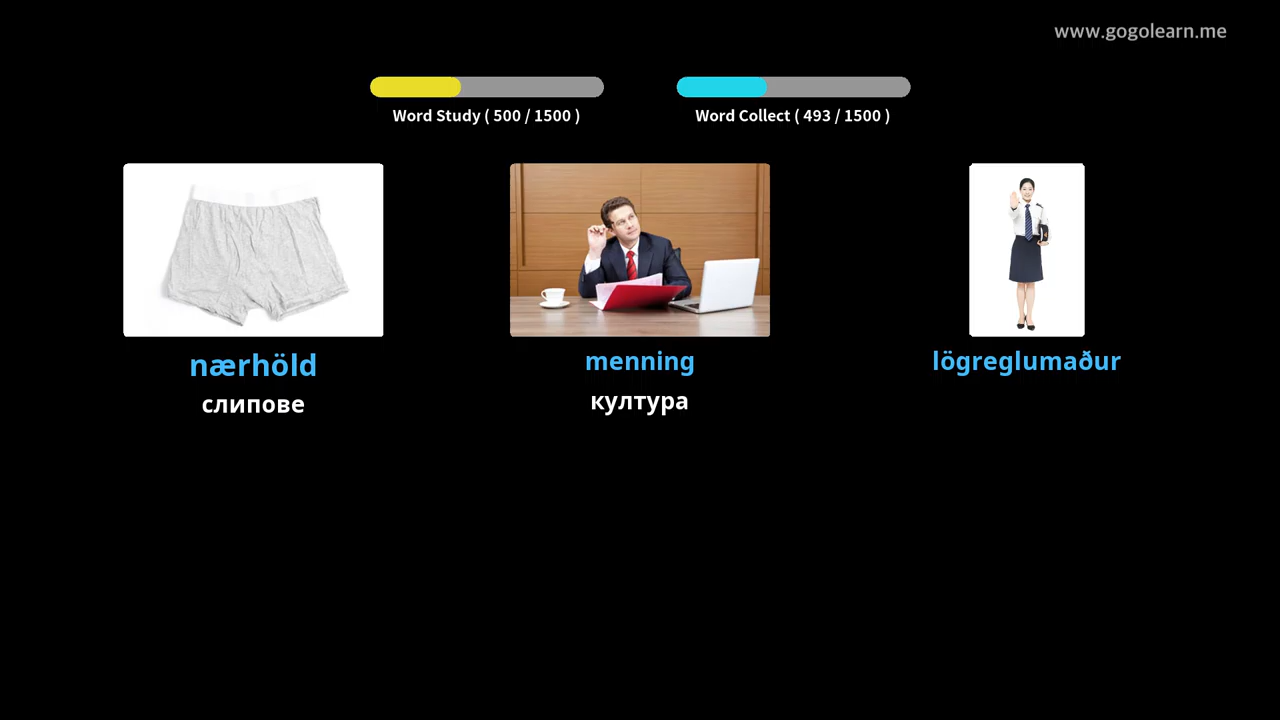 www.gogolearn.me
Word Study ( 500 / 1500 )
Word Collect ( 493 / 1500 )
nærhöld
menning
lögreglumaður
слипове
култура